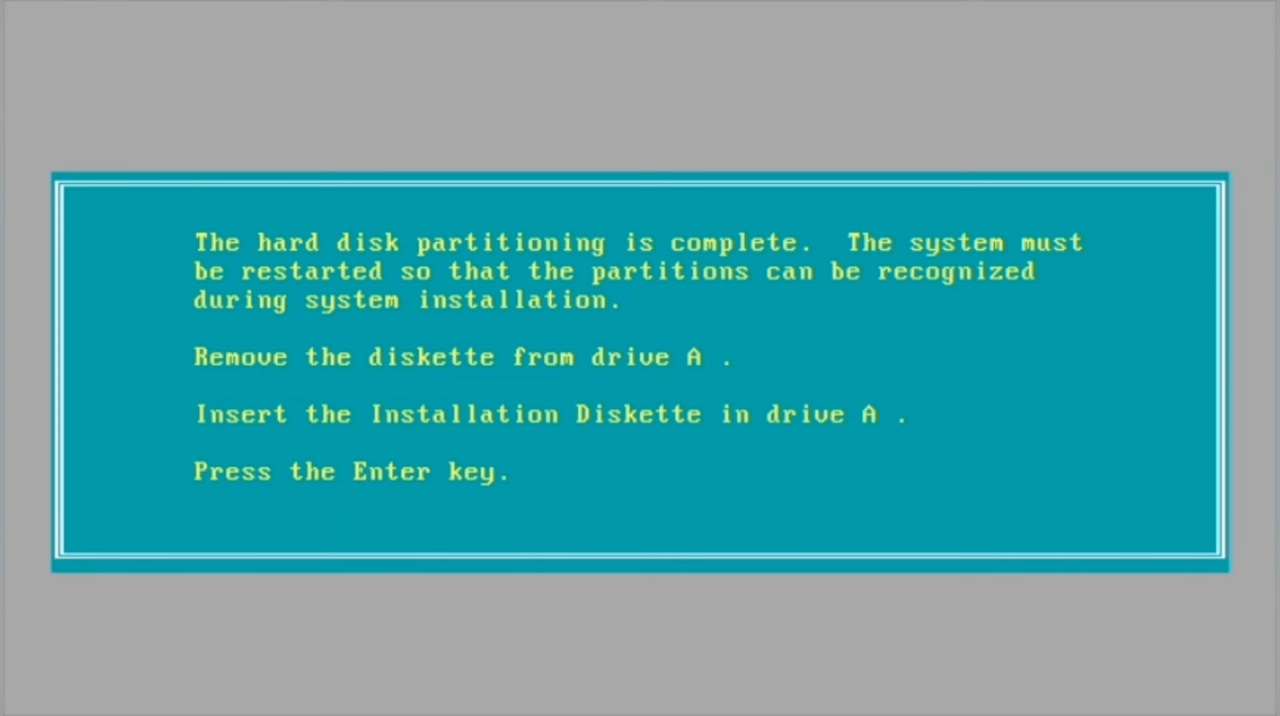 The hard disk partitioning is complete.  The system must
be restarted so that the partitions can be recognized
during system installation.
Remove the diskette from drive A .
Insert the Installation Diskette in drive A .
Press the Enter key.